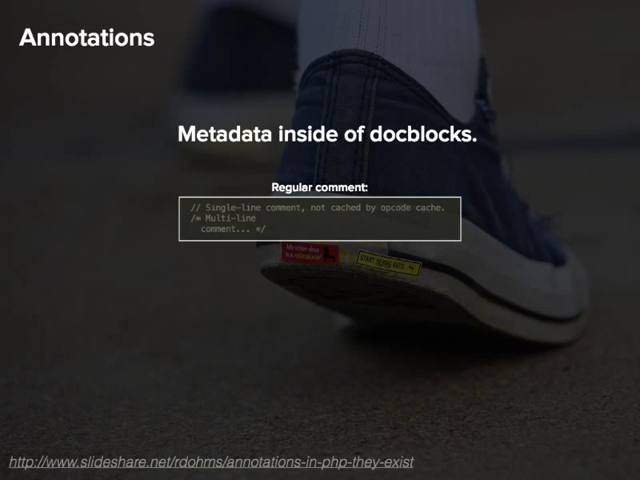 Annotations
Metadata inside of docblocks.
Regular comment:
// Single-line comment, not cached by opcode cache.
/* Multi-line
comment... */
http://www.slideshare.net/rdohms/annotations-in-php-they-exist